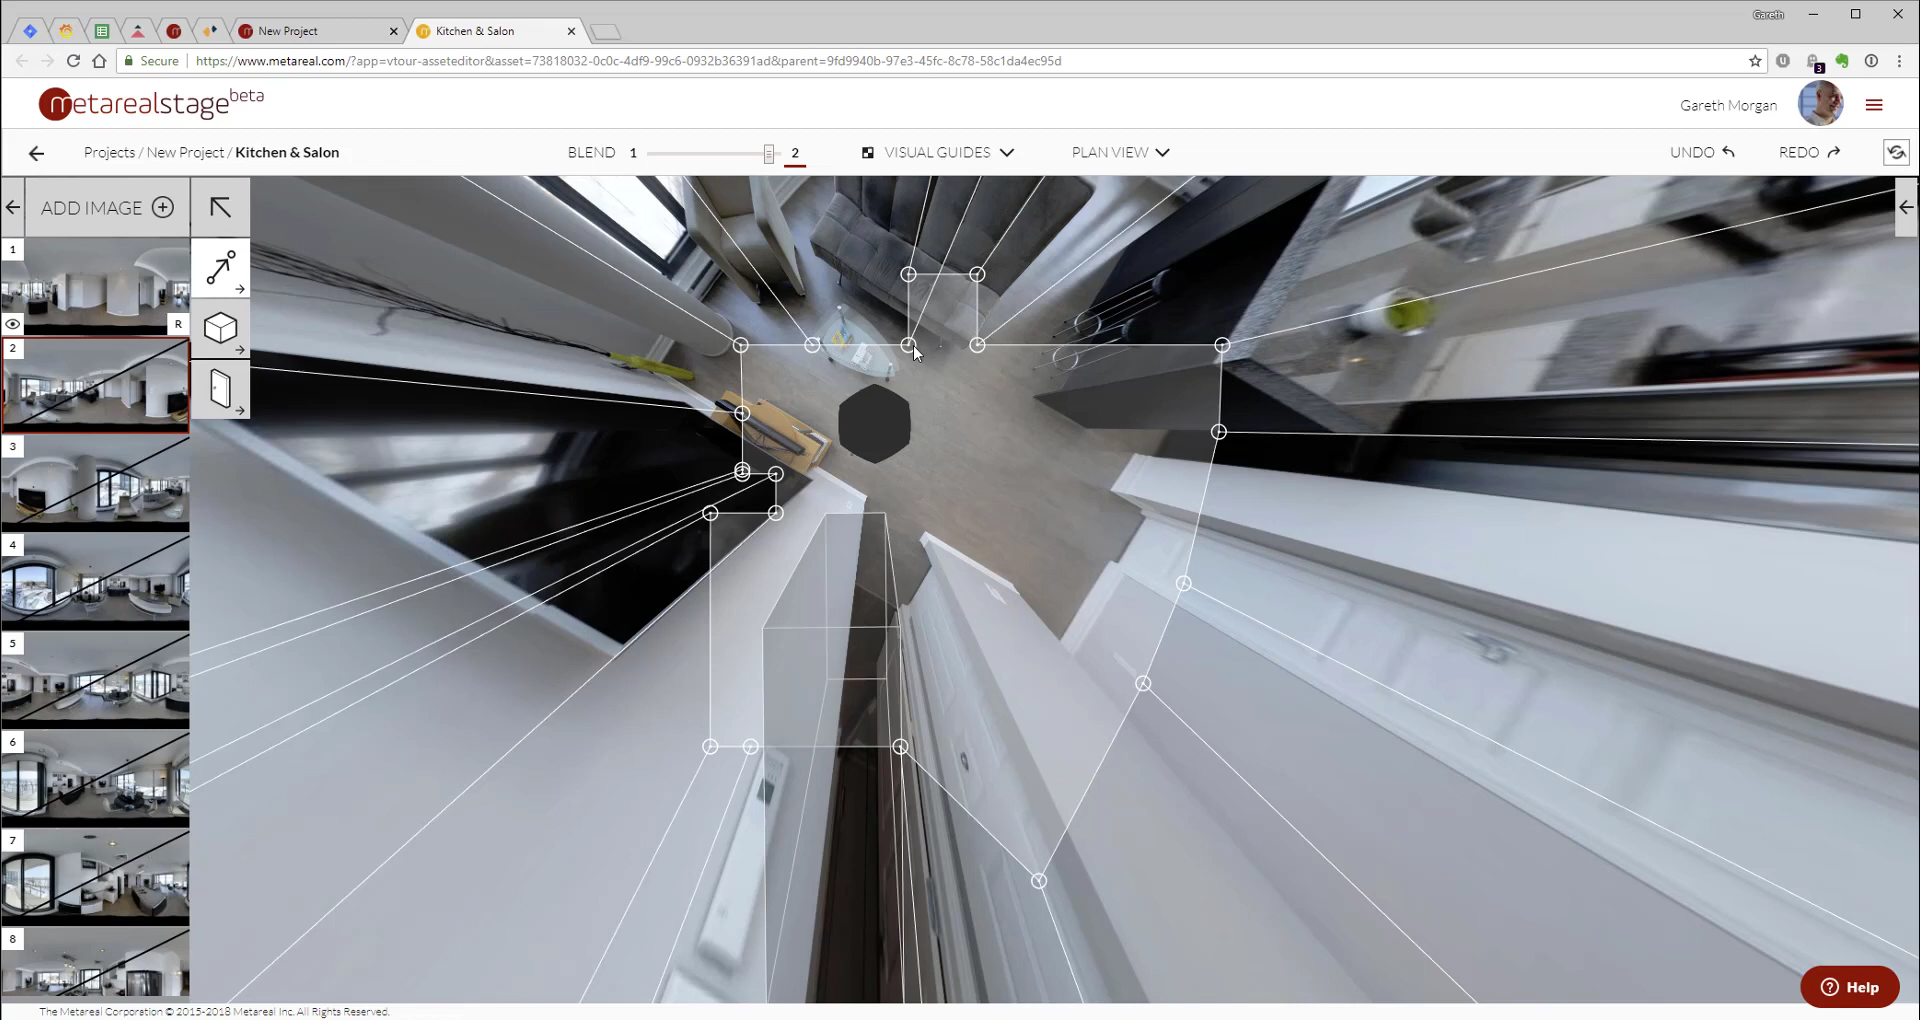 Gareth
New Project
Kitchen & Salon
Secure
https://www.metareal.com/?app=vtour-asseteditor&asset=73818032-0c0c-4df9-99c6-0932b36391ad&parent=9fd9940b-97e3-45fc-8c78-58c1da4ec95d
3
metarealstage beta
Gareth Morgan
Projects / New Project / Kitchen & Salon
BLEND 1 2
VISUAL GUIDES
PLAN VIEW
UNDO
REDO
ADD IMAGE
1
R
2
3
4
5
6
7
8
Help
The Metareal Corporation © 2015-2018 Metareal Inc. All Rights Reserved.